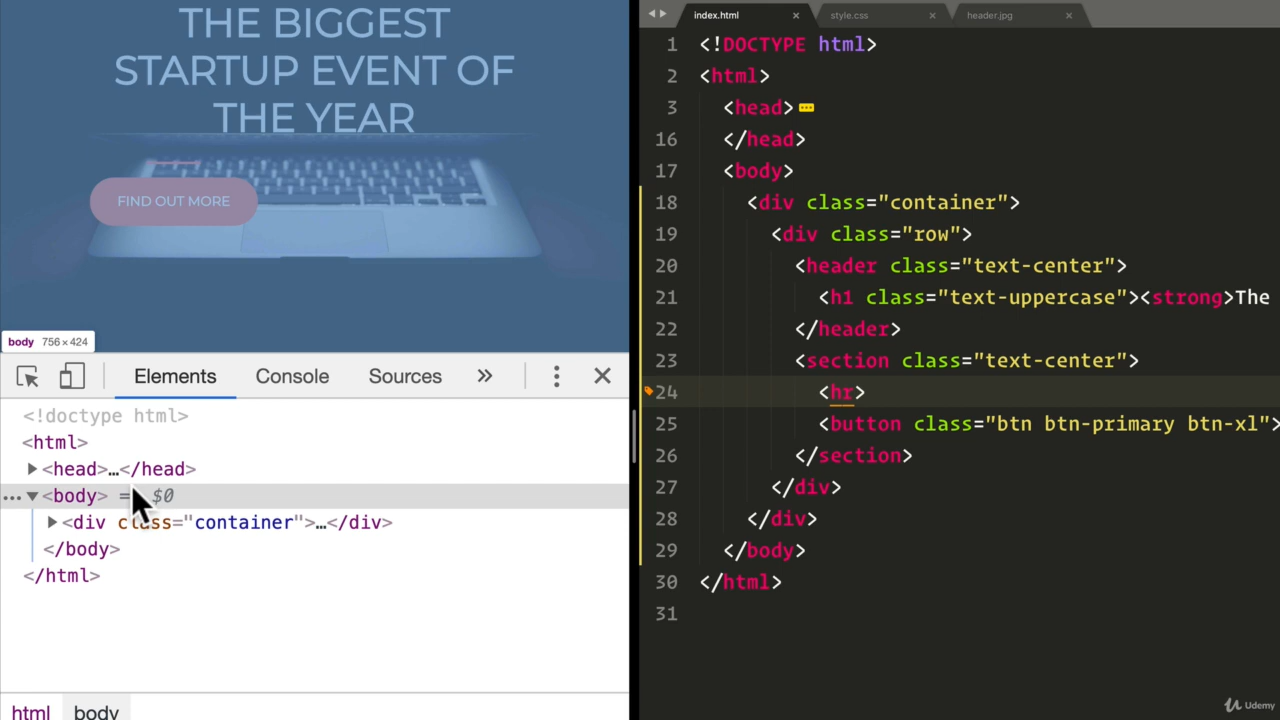 THE BIGGEST
STARTUP EVENT OF
THE YEAR
FIND OUT MORE
body 756 × 424
Elements Console Sources »
<!doctype html>
<html>
<head>…</head>
<body> = $0
<div class="container">…</div>
</body>
</html>
html body
index.html × style.css × header.jpg ×
1 <!DOCTYPE html>
2 <html>
3 <head>
16 </head>
17 <body>
18 <div class="container">
19 <div class="row">
20 <header class="text-center">
21 <h1 class="text-uppercase"><strong>The
22 </header>
23 <section class="text-center">
24 <hr>
25 <button class="btn btn-primary btn-xl">
26 </section>
27 </div>
28 </div>
29 </body>
30 </html>
31
Udemy